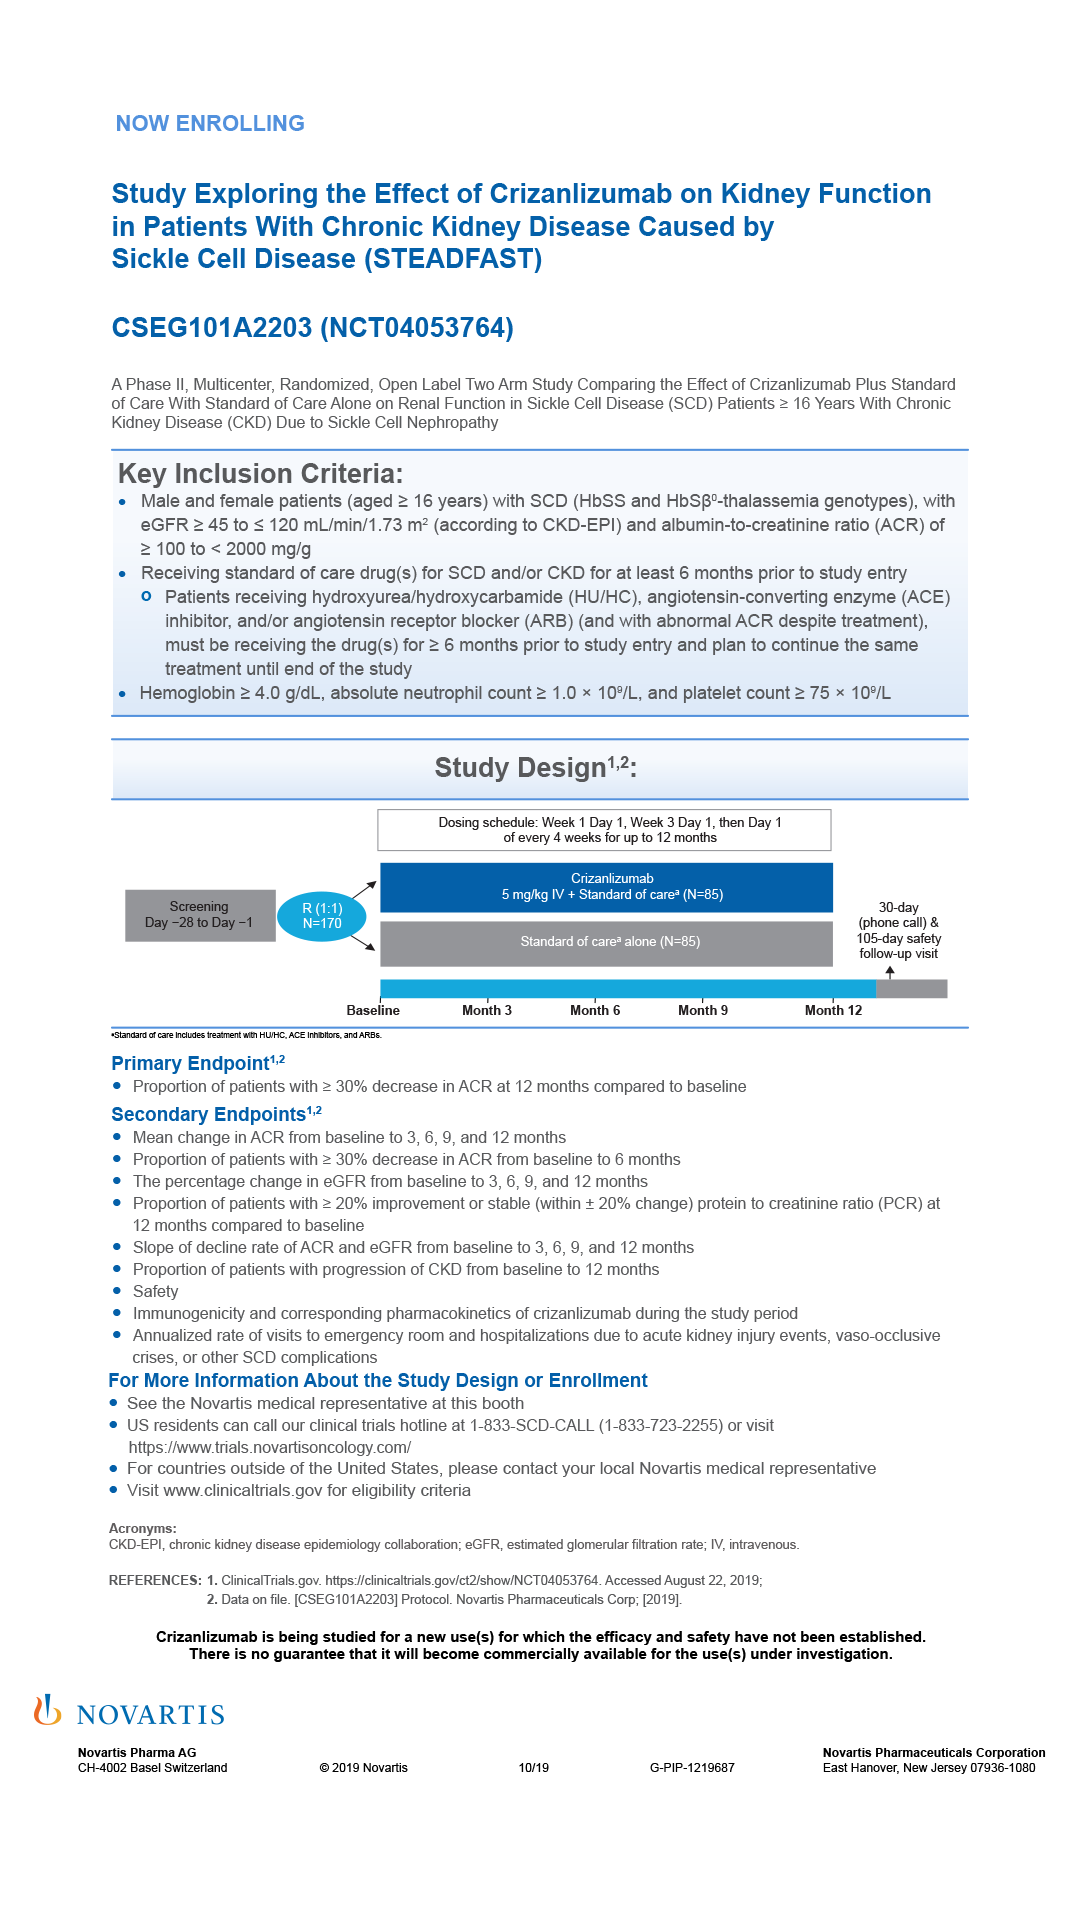 NOW ENROLLING
Study Exploring the Effect of Crizanlizumab on Kidney Function
in Patients With Chronic Kidney Disease Caused by
Sickle Cell Disease (STEADFAST)
CSEG101A2203 (NCT04053764)
A Phase II, Multicenter, Randomized, Open Label Two Arm Study Comparing the Effect of Crizanlizumab Plus Standard
of Care With Standard of Care Alone on Renal Function in Sickle Cell Disease (SCD) Patients ≥ 16 Years With Chronic
Kidney Disease (CKD) Due to Sickle Cell Nephropathy
Key Inclusion Criteria:
• Male and female patients (aged ≥ 16 years) with SCD (HbSS and HbSβ⁰-thalassemia genotypes), with
eGFR ≥ 45 to ≤ 120 mL/min/1.73 m² (according to CKD-EPI) and albumin-to-creatinine ratio (ACR) of
≥ 100 to < 2000 mg/g
• Receiving standard of care drug(s) for SCD and/or CKD for at least 6 months prior to study entry
o Patients receiving hydroxyurea/hydroxycarbamide (HU/HC), angiotensin-converting enzyme (ACE)
inhibitor, and/or angiotensin receptor blocker (ARB) (and with abnormal ACR despite treatment),
must be receiving the drug(s) for ≥ 6 months prior to study entry and plan to continue the same
treatment until end of the study
• Hemoglobin ≥ 4.0 g/dL, absolute neutrophil count ≥ 1.0 × 10⁹/L, and platelet count ≥ 75 × 10⁹/L
Study Design¹,²:
Dosing schedule: Week 1 Day 1, Week 3 Day 1, then Day 1
of every 4 weeks for up to 12 months
Screening
Day −28 to Day −1
R (1:1)
N=170
Crizanlizumab
5 mg/kg IV + Standard of careᵃ (N=85)
Standard of careᵃ alone (N=85)
30-day
(phone call) &
105-day safety
follow-up visit
Baseline Month 3 Month 6 Month 9 Month 12
ᵃStandard of care includes treatment with HU/HC, ACE inhibitors, and ARBs.
Primary Endpoint¹,²
• Proportion of patients with ≥ 30% decrease in ACR at 12 months compared to baseline
Secondary Endpoints¹,²
• Mean change in ACR from baseline to 3, 6, 9, and 12 months
• Proportion of patients with ≥ 30% decrease in ACR from baseline to 6 months
• The percentage change in eGFR from baseline to 3, 6, 9, and 12 months
• Proportion of patients with ≥ 20% improvement or stable (within ± 20% change) protein to creatinine ratio (PCR) at
12 months compared to baseline
• Slope of decline rate of ACR and eGFR from baseline to 3, 6, 9, and 12 months
• Proportion of patients with progression of CKD from baseline to 12 months
• Safety
• Immunogenicity and corresponding pharmacokinetics of crizanlizumab during the study period
• Annualized rate of visits to emergency room and hospitalizations due to acute kidney injury events, vaso-occlusive
crises, or other SCD complications
For More Information About the Study Design or Enrollment
• See the Novartis medical representative at this booth
• US residents can call our clinical trials hotline at 1-833-SCD-CALL (1-833-723-2255) or visit
https://www.trials.novartisoncology.com/
• For countries outside of the United States, please contact your local Novartis medical representative
• Visit www.clinicaltrials.gov for eligibility criteria
Acronyms:
CKD-EPI, chronic kidney disease epidemiology collaboration; eGFR, estimated glomerular filtration rate; IV, intravenous.
REFERENCES: 1. ClinicalTrials.gov. https://clinicaltrials.gov/ct2/show/NCT04053764. Accessed August 22, 2019;
2. Data on file. [CSEG101A2203] Protocol. Novartis Pharmaceuticals Corp; [2019].
Crizanlizumab is being studied for a new use(s) for which the efficacy and safety have not been established.
There is no guarantee that it will become commercially available for the use(s) under investigation.
NOVARTIS
Novartis Pharma AG Novartis Pharmaceuticals Corporation
CH-4002 Basel Switzerland © 2019 Novartis 10/19 G-PIP-1219687 East Hanover, New Jersey 07936-1080